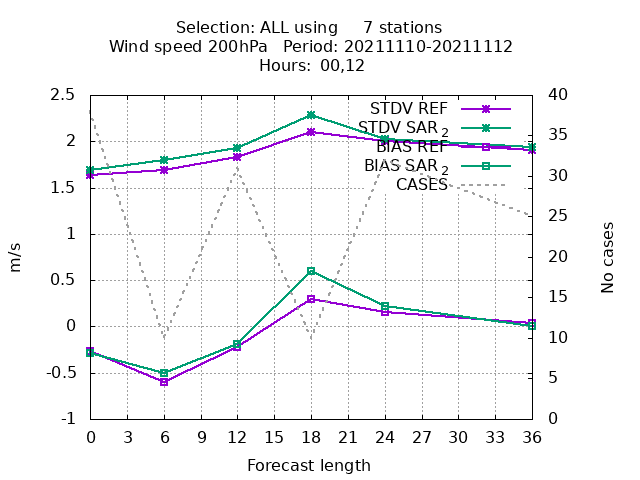 Selection: ALL using     7 stations
Wind speed 200hPa   Period: 20211110-20211112
Hours:  00,12
STDV REF
STDV SAR 2
BIAS REF
BIAS SAR 2
CASES
2.5
2
1.5
1
0.5
0
-0.5
-1
m/s
40
35
30
25
20
15
10
5
0
No cases
0 3 6 9 12 15 18 21 24 27 30 33 36
Forecast length